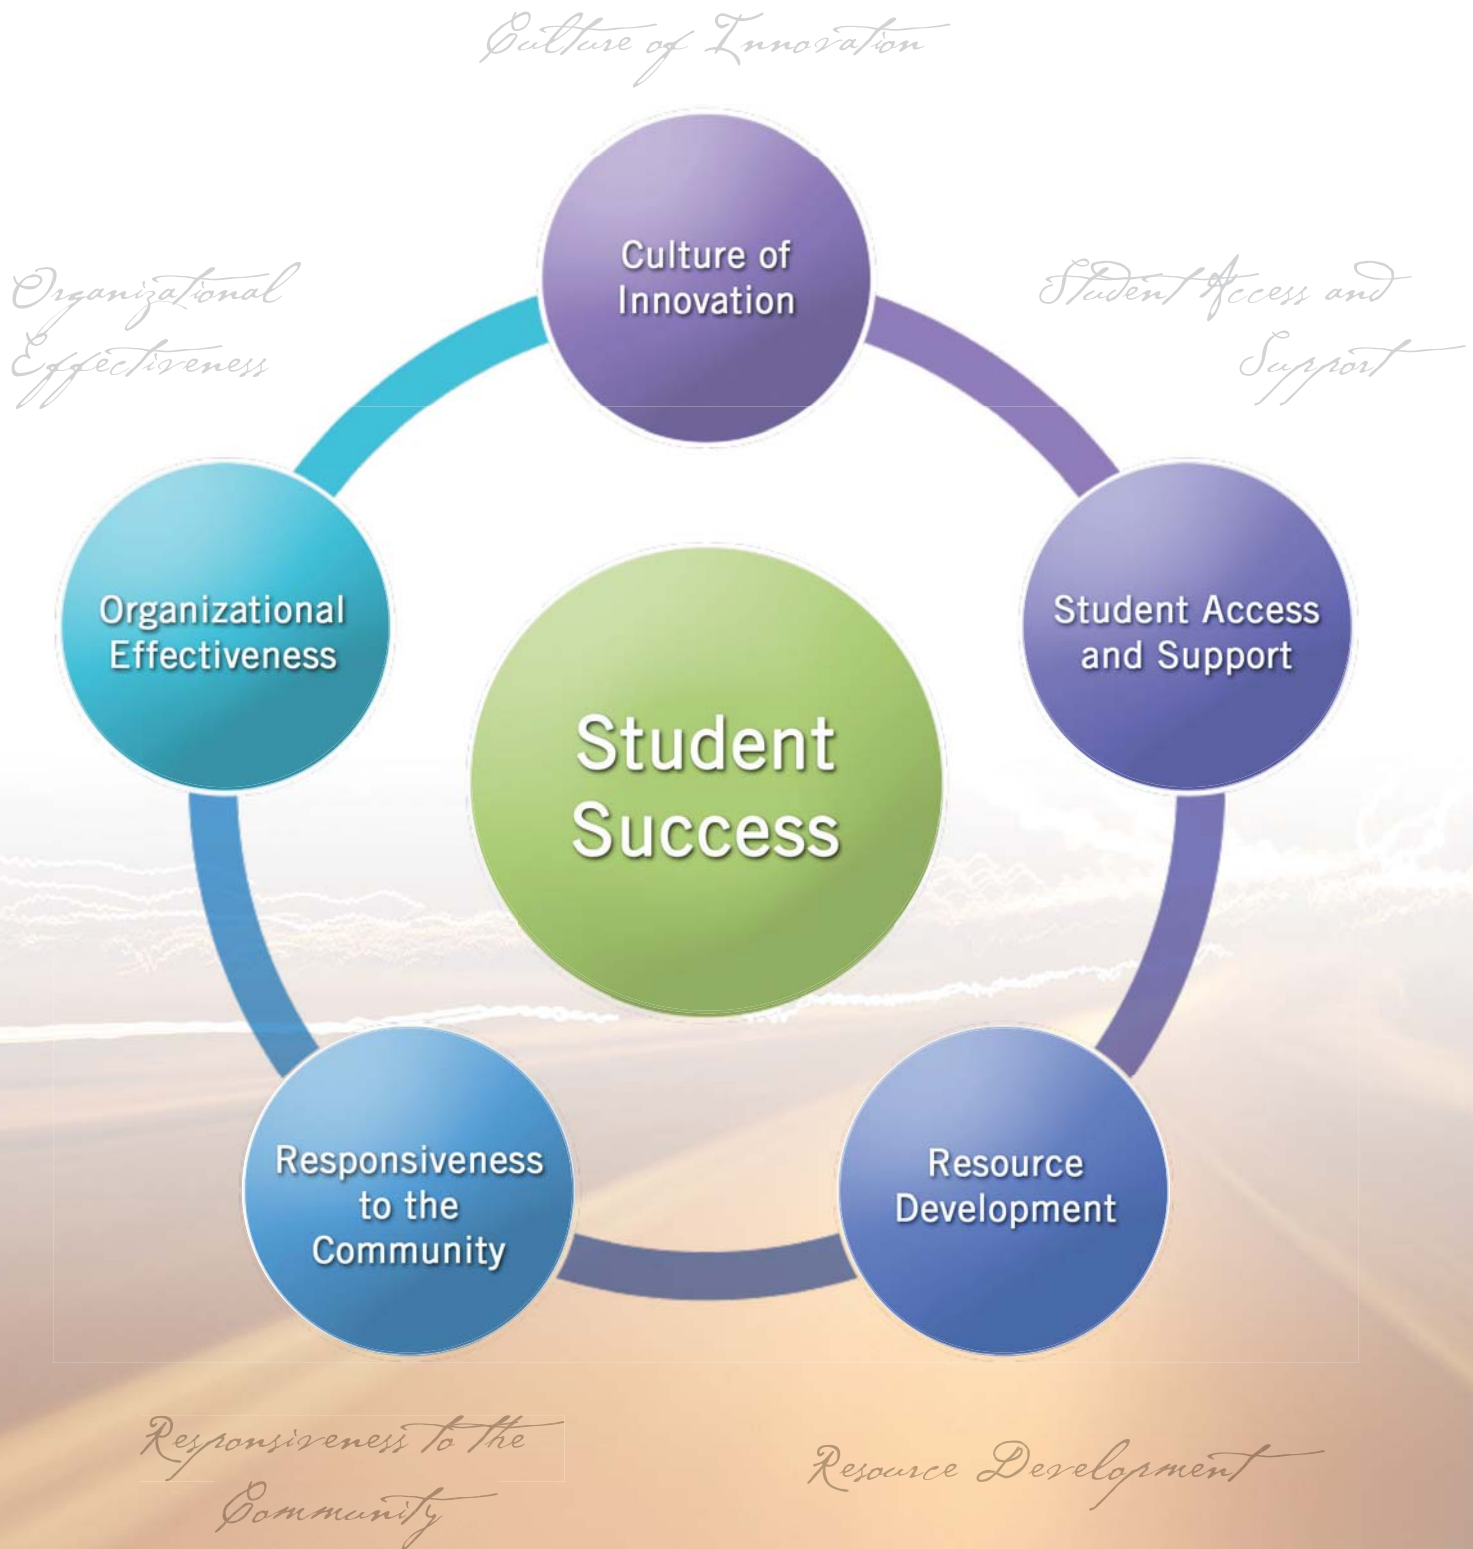 Culture of Innovation
Culture of
Innovation
Organizational
Effectiveness
Student Access and
Support
Organizational
Effectiveness
Student Access
and Support
Student
Success
Responsiveness
to the
Community
Resource
Development
Responsiveness to the
Community
Resource Development